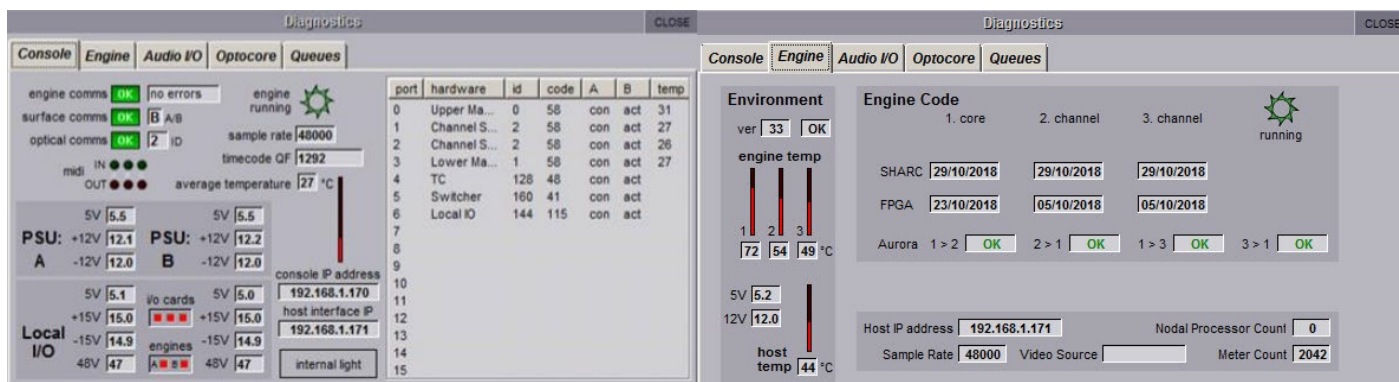 Diagnostics CLOSE
Console Engine Audio I/O Optocore Queues
engine comms OK no errors engine running
surface comms OK B A/B
optical comms OK 2 ID sample rate 48000
midi IN OUT timecode QF 1292
average temperature 27 °C
5V 5.5 5V 5.5
PSU: A +12V 12.1 PSU: B +12V 12.2
-12V 12.0 -12V 12.0
console IP address
192.168.1.170
host interface IP
192.168.1.171
internal light
Local I/O 5V 5.1 i/o cards 5V 5.0
+15V 15.0 +15V 15.0
-15V 14.9 engines -15V 14.9
48V 47 A B 48V 47
port hardware id code A B temp
0 Upper Ma... 0 58 con act 31
1 Channel S... 2 58 con act 27
2 Channel S... 2 58 con act 26
3 Lower Ma... 1 58 con act 27
4 TC 128 48 con act
5 Switcher 160 41 con act
6 Local IO 144 115 con act
7
8
9
10
11
12
13
14
15
Diagnostics CLOSE
Console Engine Audio I/O Optocore Queues
Environment
ver 33 OK
engine temp
1 2 3
72 54 49 °C
5V 5.2
12V 12.0
host temp 44 °C
Engine Code
1. core 2. channel 3. channel
running
SHARC 29/10/2018 29/10/2018 29/10/2018
FPGA 23/10/2018 05/10/2018 05/10/2018
Aurora 1 > 2 OK 2 > 1 OK 1 > 3 OK 3 > 1 OK
Host IP address 192.168.1.171 Nodal Processor Count 0
Sample Rate 48000 Video Source Meter Count 2042